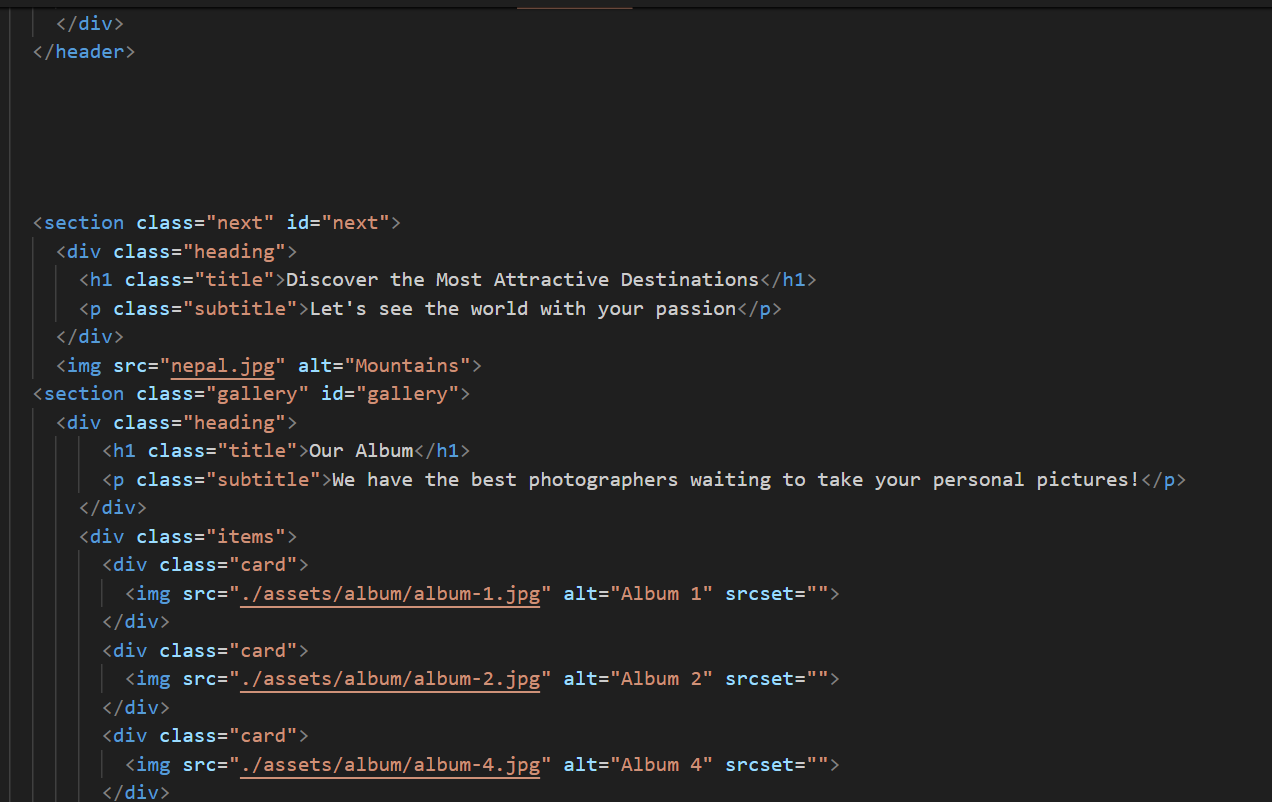 </div>
</header>
<section class="next" id="next">
<div class="heading">
<h1 class="title">Discover the Most Attractive Destinations</h1>
<p class="subtitle">Let's see the world with your passion</p>
</div>
<img src="nepal.jpg" alt="Mountains">
<section class="gallery" id="gallery">
<div class="heading">
<h1 class="title">Our Album</h1>
<p class="subtitle">We have the best photographers waiting to take your personal pictures!</p>
</div>
<div class="items">
<div class="card">
<img src="./assets/album/album-1.jpg" alt="Album 1" srcset="">
</div>
<div class="card">
<img src="./assets/album/album-2.jpg" alt="Album 2" srcset="">
</div>
<div class="card">
<img src="./assets/album/album-4.jpg" alt="Album 4" srcset="">
</div>